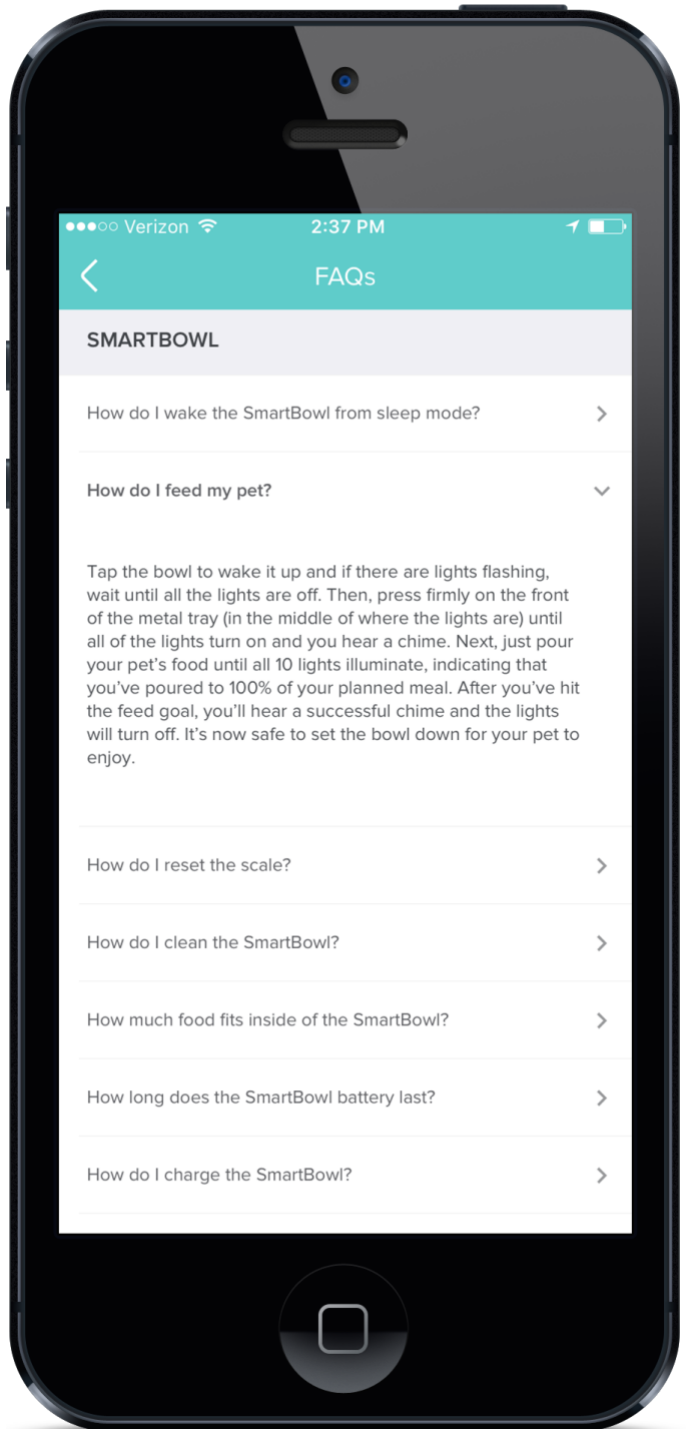 Verizon 2:37 PM
FAQs
SMARTBOWL
How do I wake the SmartBowl from sleep mode?
How do I feed my pet?
Tap the bowl to wake it up and if there are lights flashing,
wait until all the lights are off. Then, press firmly on the front
of the metal tray (in the middle of where the lights are) until
all of the lights turn on and you hear a chime. Next, just pour
your pet’s food until all 10 lights illuminate, indicating that
you’ve poured to 100% of your planned meal. After you’ve hit
the feed goal, you’ll hear a successful chime and the lights
will turn off. It’s now safe to set the bowl down for your pet to
enjoy.
How do I reset the scale?
How do I clean the SmartBowl?
How much food fits inside of the SmartBowl?
How long does the SmartBowl battery last?
How do I charge the SmartBowl?